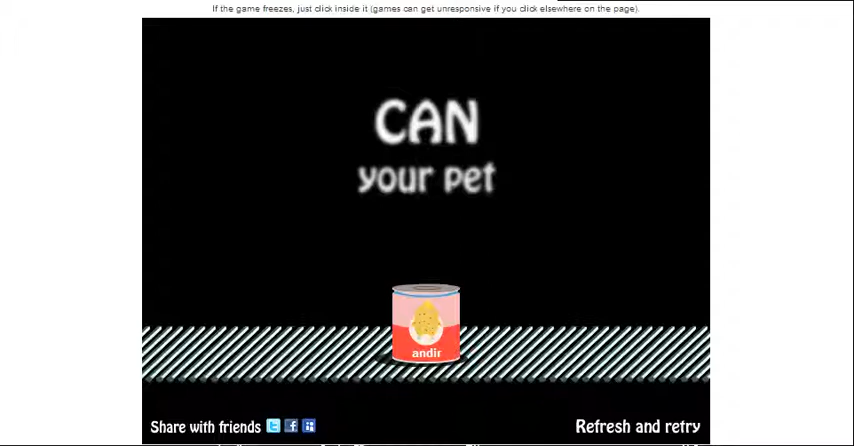 If the game freezes, just click inside it (games can get unresponsive if you click elsewhere on the page).
CAN
your pet
andir
Share with friends
Refresh and retry